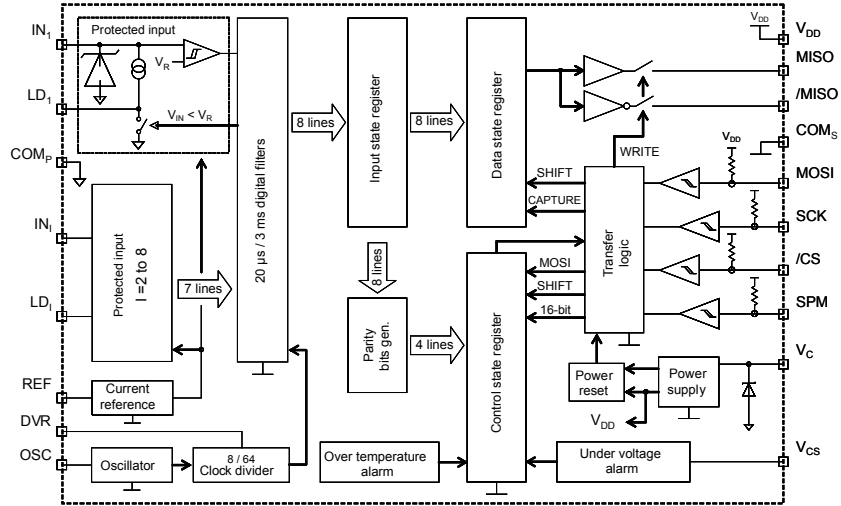 IN1
Protected input
VR
LD1
VIN < VR
COMP
INI
LDI
Protected input
I =2 to 8
7 lines
REF
Current
reference
DVR
OSC
Oscillator
8 / 64
Clock divider
20 µs / 3 ms digital filters
8 lines
Input state register
8 lines
Data state register
8 lines
Parity
bits gen.
4 lines
Control state register
Over temperature
alarm
Under voltage
alarm
WRITE
SHIFT
CAPTURE
MOSI
SHIFT
16-bit
Transfer
logic
Power
reset
Power
supply
VDD
VDD
VDD
VDD
MISO
/MISO
COMS
MOSI
SCK
/CS
SPM
VC
VCS